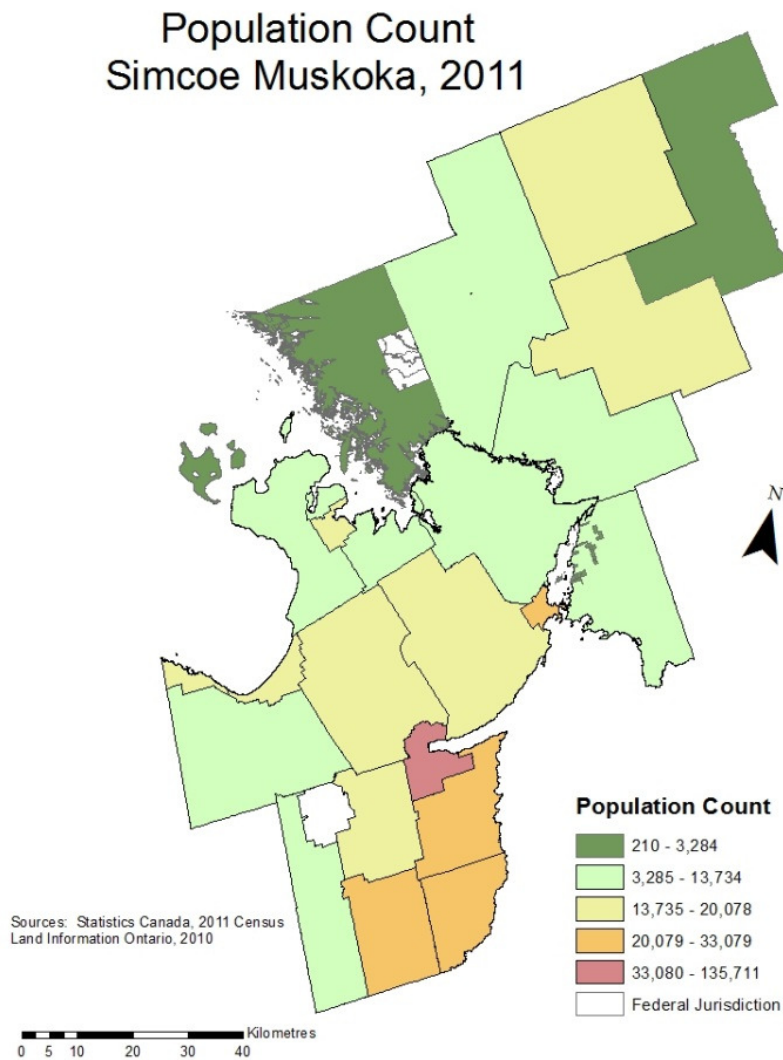 Population Count
Simcoe Muskoka, 2011
N
Population Count
210 - 3,284
3,285 - 13,734
13,735 - 20,078
20,079 - 33,079
33,080 - 135,711
Federal Jurisdiction
Sources: Statistics Canada, 2011 Census
Land Information Ontario, 2010
Kilometres
0 5 10 20 30 40